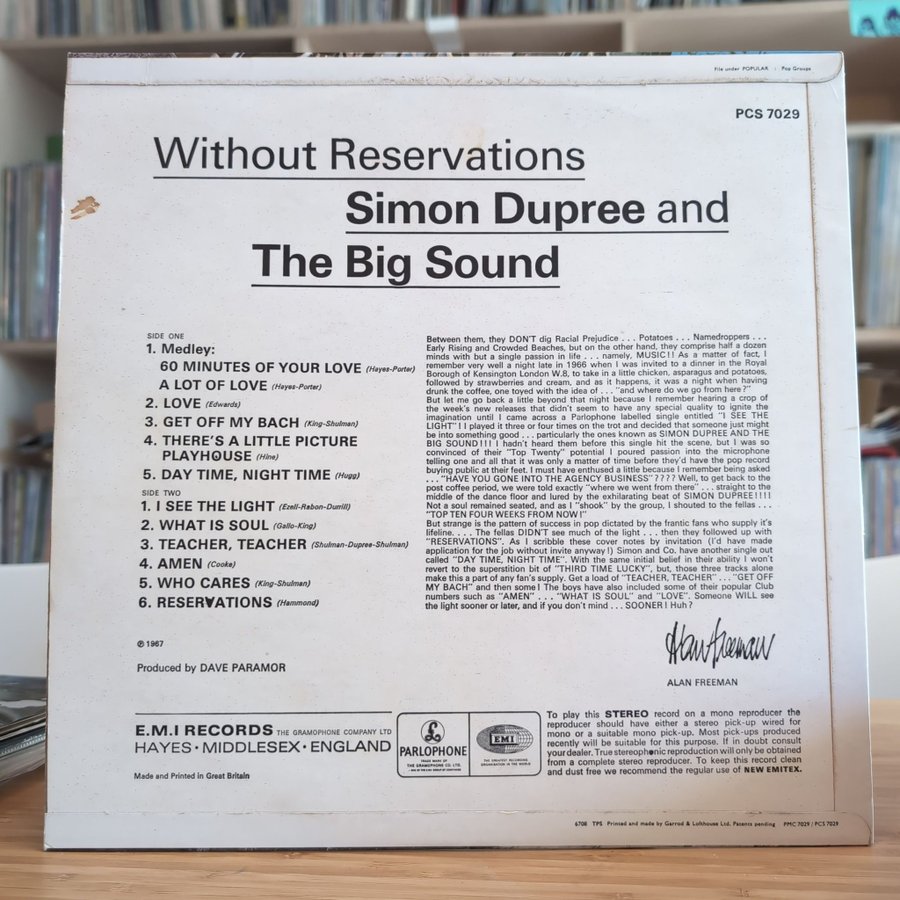 File under POPULAR : Pop Groups
PCS 7029
Without Reservations
Simon Dupree and
The Big Sound
SIDE ONE
1. Medley:
60 MINUTES OF YOUR LOVE (Hayes-Porter)
A LOT OF LOVE (Hayes-Porter)
2. LOVE (Edwards)
3. GET OFF MY BACH (King-Shulman)
4. THERE'S A LITTLE PICTURE
PLAYHOUSE (Hine)
5. DAY TIME, NIGHT TIME (Hugg)
SIDE TWO
1. I SEE THE LIGHT (Ezell-Rabon-Durrill)
2. WHAT IS SOUL (Gallo-King)
3. TEACHER, TEACHER (Shulman-Dupree-Shulman)
4. AMEN (Cooke)
5. WHO CARES (King-Shulman)
6. RESERVATIONS (Hammond)
℗ 1967
Produced by DAVE PARAMOR
Between them, they DON'T dig Racial Prejudice . . . Potatoes . . . Namedroppers . . .
Early Rising and Crowded Beaches, but on the other hand, they comprise half a dozen
minds with but a single passion in life . . . namely, MUSIC!! As a matter of fact, I
remember very well a night late in 1966 when I was invited to a dinner in the Royal
Borough of Kensington London W.8, to take in a little chicken, asparagus and potatoes,
followed by strawberries and cream, and as it happens, it was a night when having
drunk the coffee, one toyed with the idea of . . . "and where do we go from here?"
But let me go back a little beyond that night because I remember hearing a crop of
the week's new releases that didn't seem to have any special quality to ignite the
imagination until I came across a Parlophone labelled single entitled "I SEE THE
LIGHT" I I played it three or four times on the trot and decided that someone just might
be into something good . . . particularly the ones known as SIMON DUPREE AND THE
BIG SOUND!!! I hadn't heard them before this single hit the scene, but I was so
convinced of their "Top Twenty" potential I poured passion into the microphone
telling one and all that it was only a matter of time before they'd have the pop record
buying public at their feet. I must have enthused a little because I remember being asked
. . . "HAVE YOU GONE INTO THE AGENCY BUSINESS"???? Well, to get back to the
post coffee period, we were told exactly "where we went from there" . . . straight to the
middle of the dance floor and lured by the exhilarating beat of SIMON DUPREE!!!!
Not a soul remained seated, and as I "shook" by the group, I shouted to the fellas . . .
"TOP TEN FOUR WEEKS FROM NOW!"
But strange is the pattern of success in pop dictated by the frantic fans who supply it's
lifeline. . . . The fellas DIDN'T see much of the light . . . then they followed up with
"RESERVATIONS". As I scribble these cover notes by invitation (I'd have made
application for the job without invite anyway!) Simon and Co. have another single out
called "DAY TIME, NIGHT TIME". With the same initial belief in their ability I won't
revert to the superstition bit of "THIRD TIME LUCKY", but, those three tracks alone
make this a part of any fan's supply. Get a load of "TEACHER, TEACHER" . . . "GET OFF
MY BACH" and then some! The boys have also included some of their popular Club
numbers such as "AMEN" . . . "WHAT IS SOUL" and "LOVE". Someone WILL see
the light sooner or later, and if you don't mind . . . SOONER! Huh?
Alan Freeman
ALAN FREEMAN
E.M.I RECORDS THE GRAMOPHONE COMPANY LTD
HAYES · MIDDLESEX · ENGLAND
Made and Printed in Great Britain
PARLOPHONE
TRADE MARK OF
THE GRAMOPHONE CO. LTD.
EMI
THE GREATEST RECORDING
ORGANISATION IN THE WORLD
To play this STEREO record on a mono reproducer the
reproducer should have either a stereo pick-up wired for
mono or a suitable mono pick-up. Most pick-ups produced
recently will be suitable for this purpose. If in doubt consult
your dealer. True stereophonic reproduction will only be obtained
from a complete stereo reproducer. To keep this record clean
and dust free we recommend the regular use of NEW EMITEX.
6708 TPS Printed and made by Garrod & Lofthouse Ltd. Patents pending PMC 7029 / PCS 7029